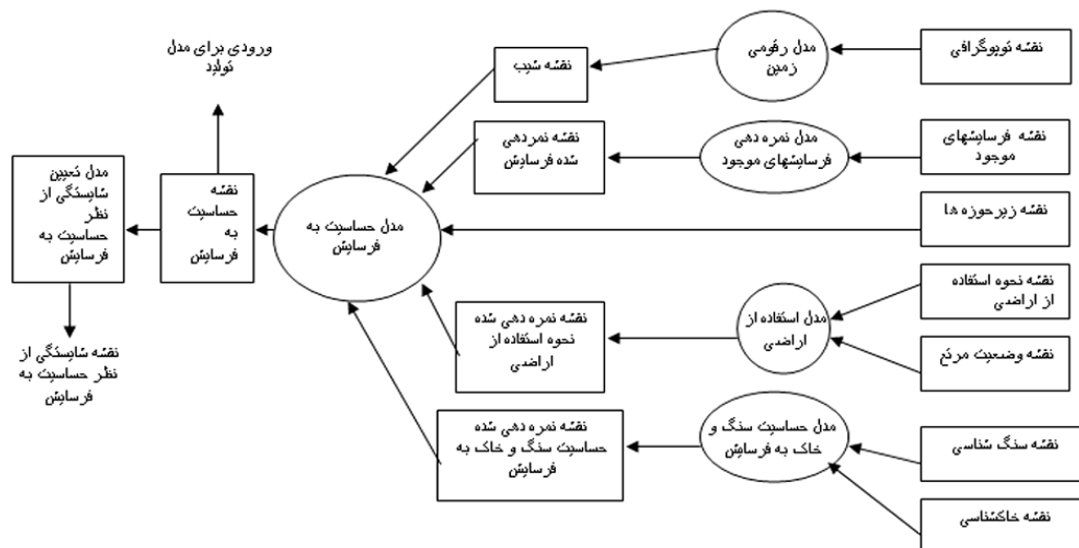 نقشه توپوگرافی
مدل رقومی
زمین
نقشه شیب
نقشه فرسایشهای
موجود
مدل نمره دهی
فرسایشهای موجود
نقشه نمردهی
شده فرسایش
نقشه زیرحوزه ها
نقشه نحوه استفاده
از اراضی
نقشه وضعیت مرتع
مدل استفاده از
اراضی
نقشه نمره دهی شده
نحوه استفاده از
اراضی
نقشه سنگ شناسی
نقشه خاکشناسی
مدل حساسیت سنگ و
خاک به فرسایش
نقشه نمره دهی شده
حساسیت سنگ و خاک به
فرسایش
مدل حساسیت به
فرسایش
نقشه
حساسیت
به
فرسایش
ورودی برای مدل
تولید
مدل تعیین
شایستگی از
نظر
حساسیت به
فرسایش
نقشه شایستگی از
نظر حساسیت به
فرسایش